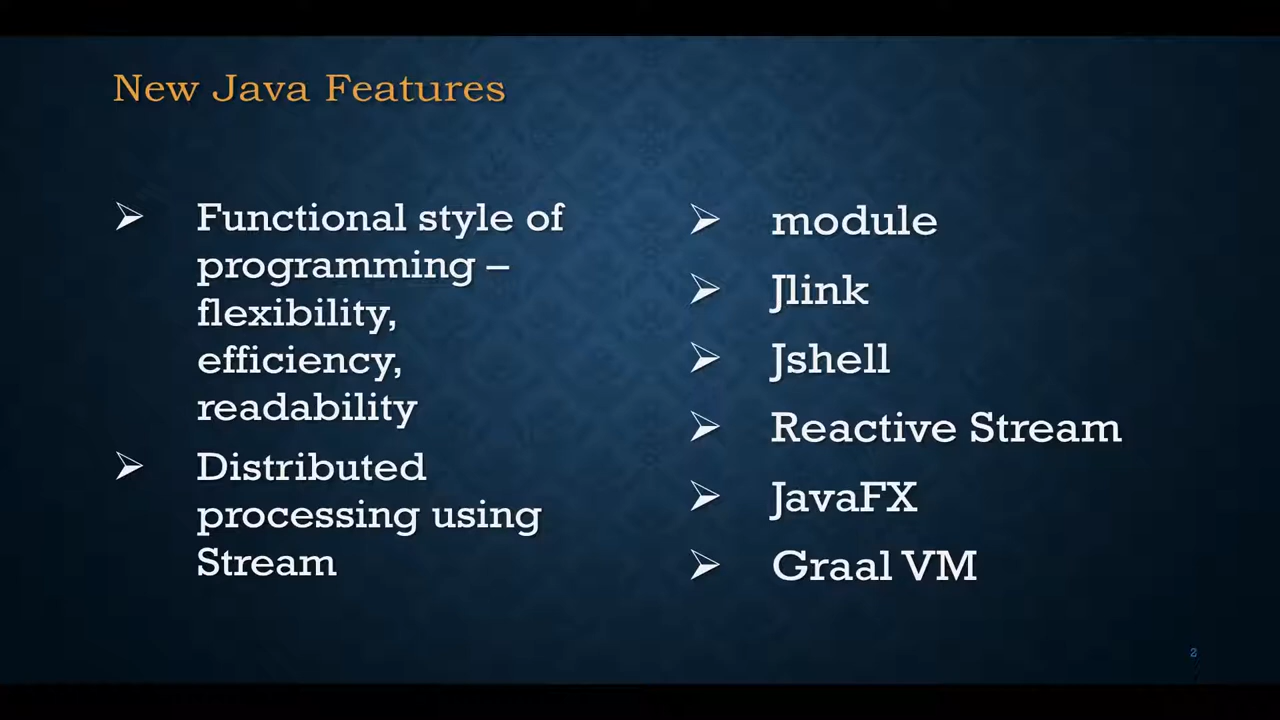 New Java Features
Functional style of
programming –
flexibility,
efficiency,
readability
Distributed
processing using
Stream
module
Jlink
Jshell
Reactive Stream
JavaFX
Graal VM
2